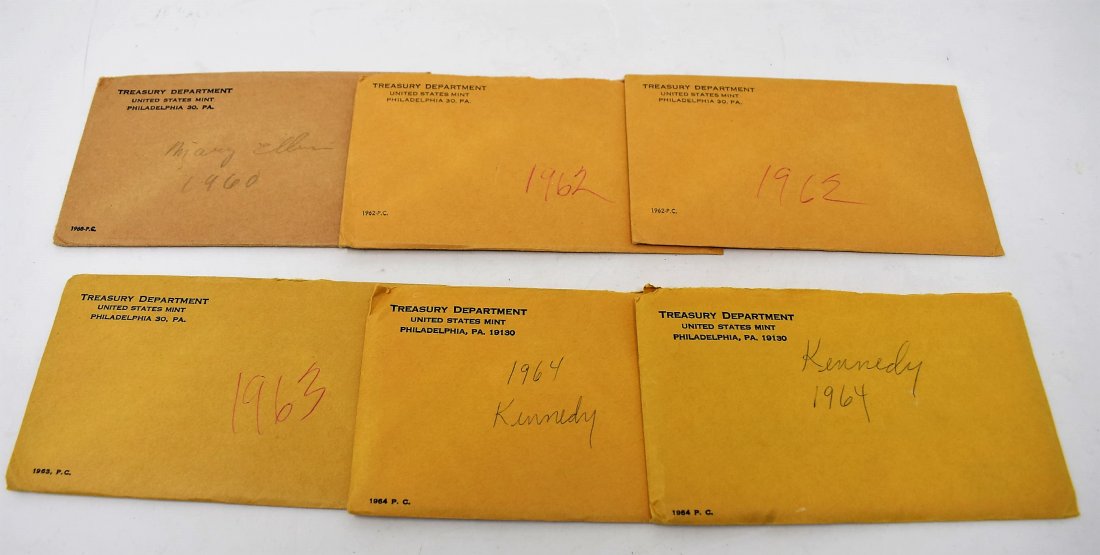 TREASURY DEPARTMENT
UNITED STATES MINT
PHILADELPHIA 30, PA.
Mary Ellen
1960
1960-P.C.
TREASURY DEPARTMENT
UNITED STATES MINT
PHILADELPHIA 30, PA.
1962
1962-P.C.
TREASURY DEPARTMENT
UNITED STATES MINT
PHILADELPHIA 30, PA.
1962
1962-P.C.
TREASURY DEPARTMENT
UNITED STATES MINT
PHILADELPHIA 30, PA.
1963
1963, P.C.
TREASURY DEPARTMENT
UNITED STATES MINT
PHILADELPHIA, PA. 19130
1964
Kennedy
1964 P. C.
TREASURY DEPARTMENT
UNITED STATES MINT
PHILADELPHIA, PA. 19130
Kennedy
1964
1964 P. C.